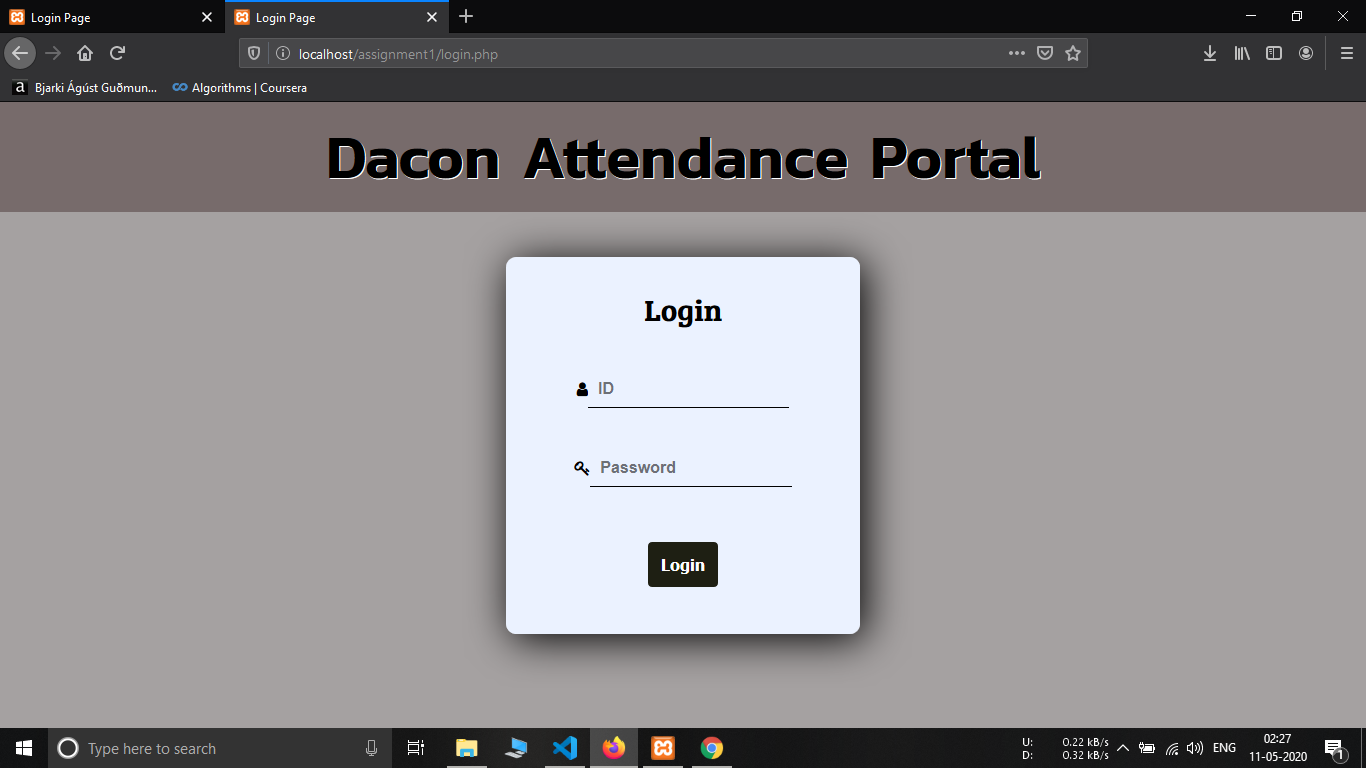 Login Page
Login Page
localhost/assignment1/login.php
a Bjarki Ágúst Guðmun...
Algorithms | Coursera
Dacon Attendance Portal
Login
ID
Password
Login
Type here to search
U: 0.22 kB/s
D: 0.32 kB/s
ENG
02:27
11-05-2020
1